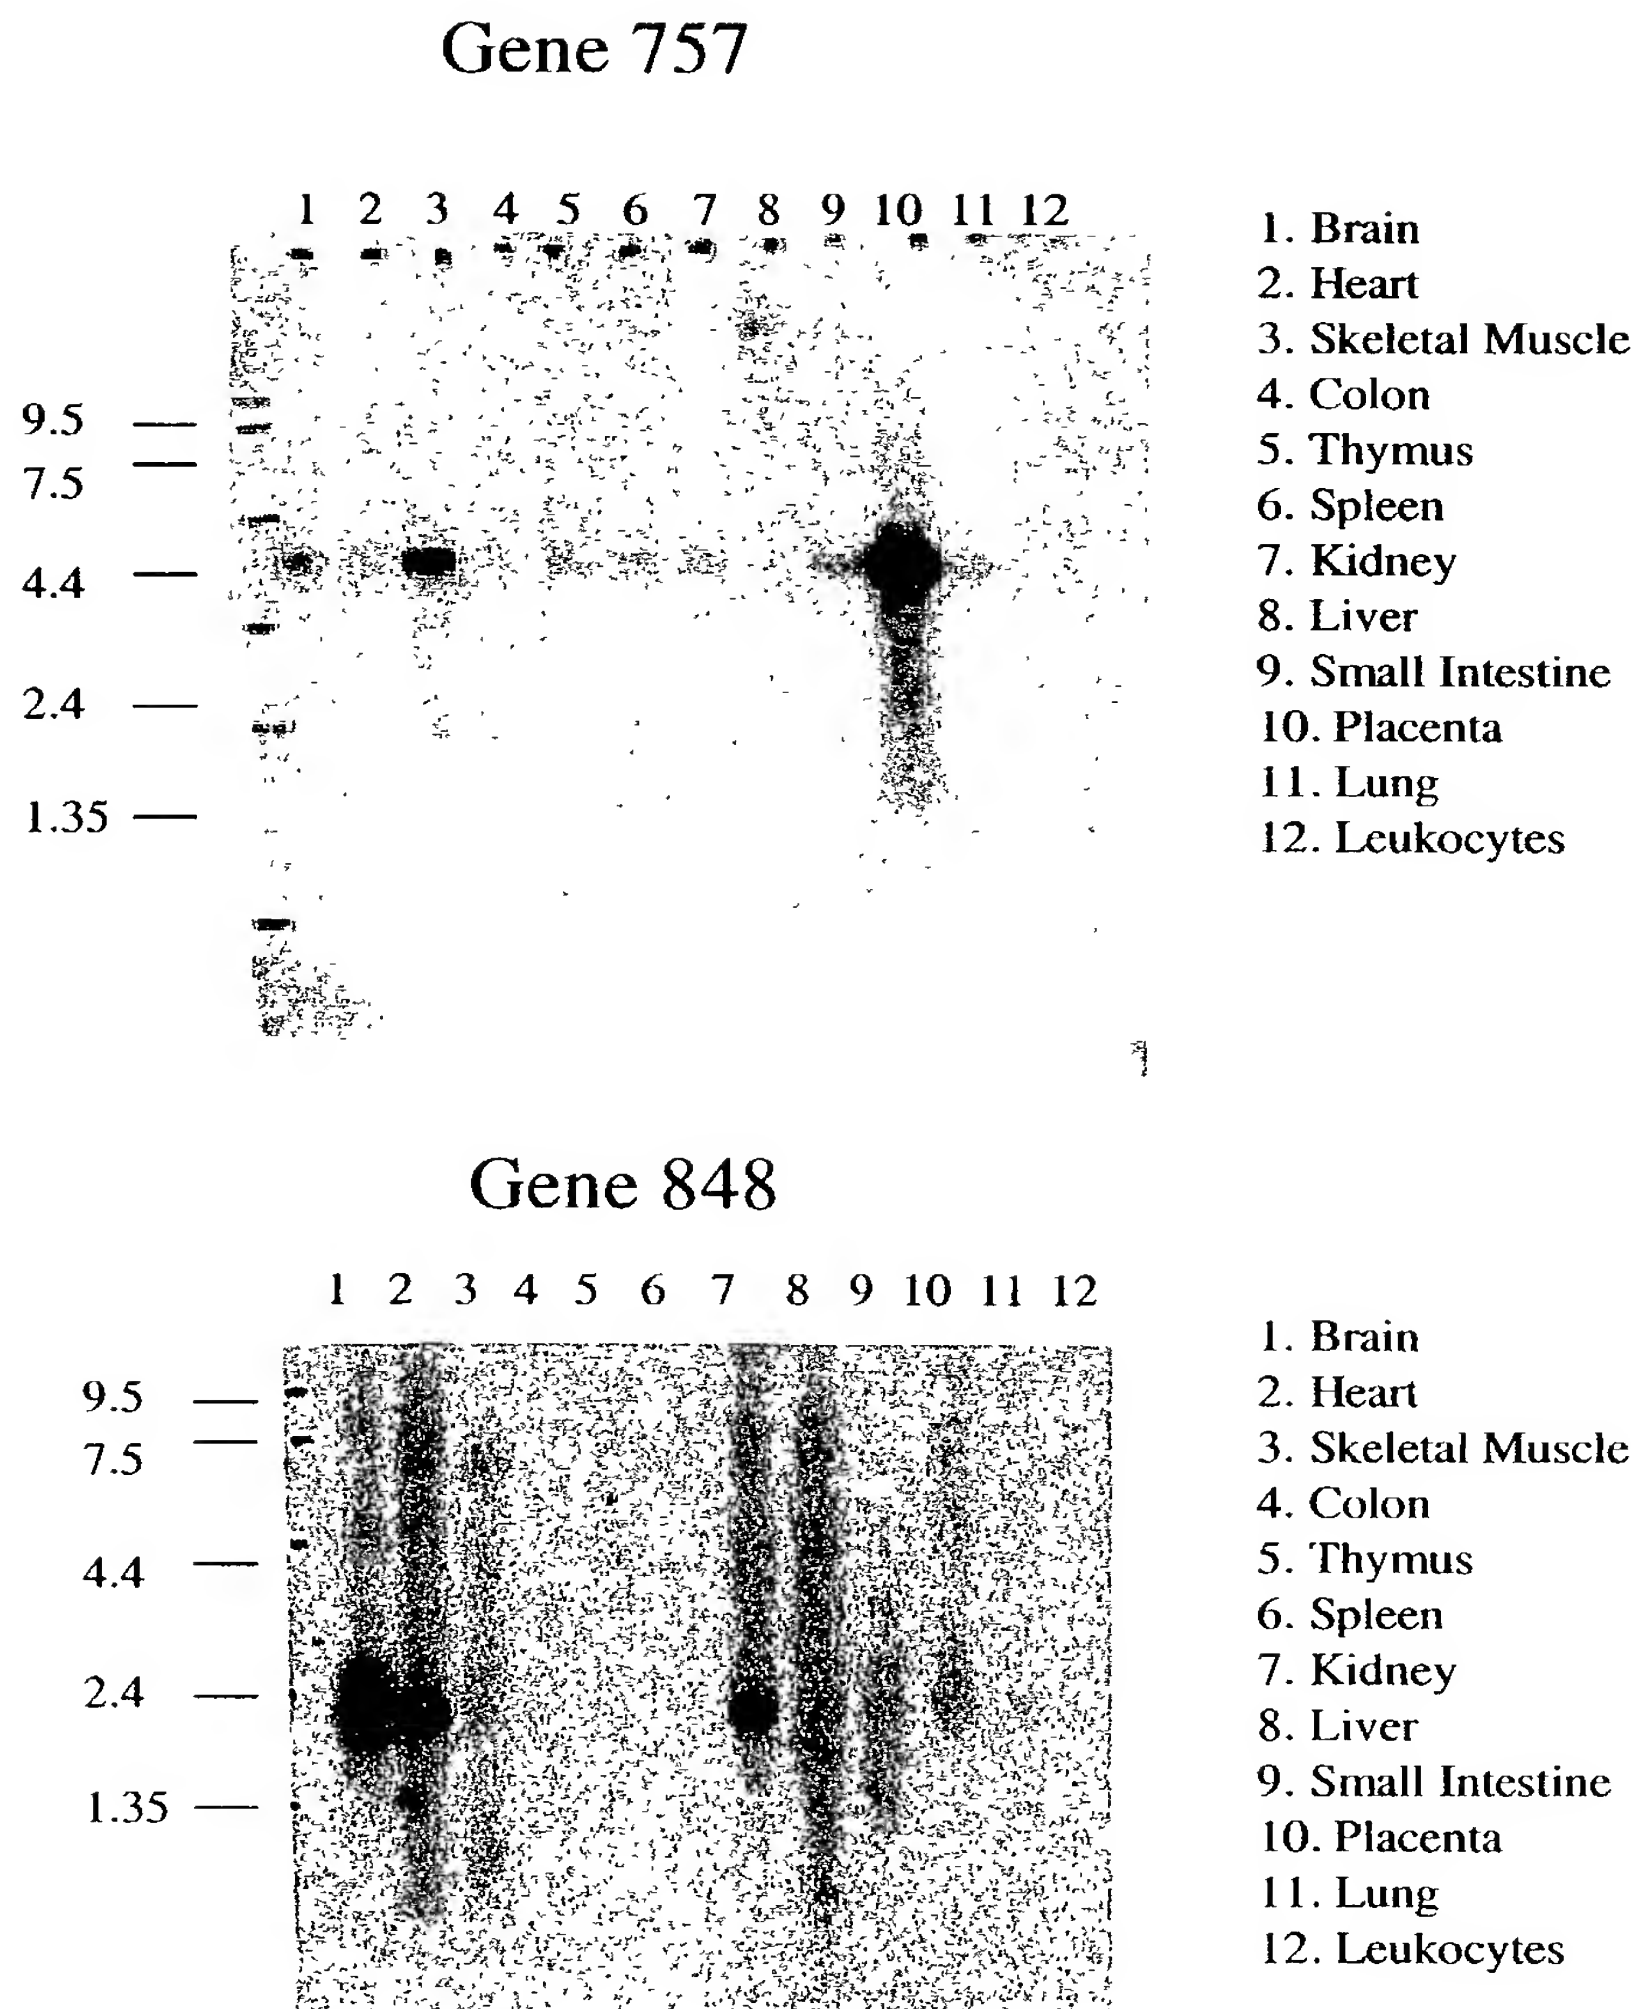 Gene 757
1 2 3 4 5 6 7 8 9 10 11 12
9.5
7.5
4.4
2.4
1.35
1. Brain
2. Heart
3. Skeletal Muscle
4. Colon
5. Thymus
6. Spleen
7. Kidney
8. Liver
9. Small Intestine
10. Placenta
11. Lung
12. Leukocytes
Gene 848
1 2 3 4 5 6 7 8 9 10 11 12
9.5
7.5
4.4
2.4
1.35
1. Brain
2. Heart
3. Skeletal Muscle
4. Colon
5. Thymus
6. Spleen
7. Kidney
8. Liver
9. Small Intestine
10. Placenta
11. Lung
12. Leukocytes